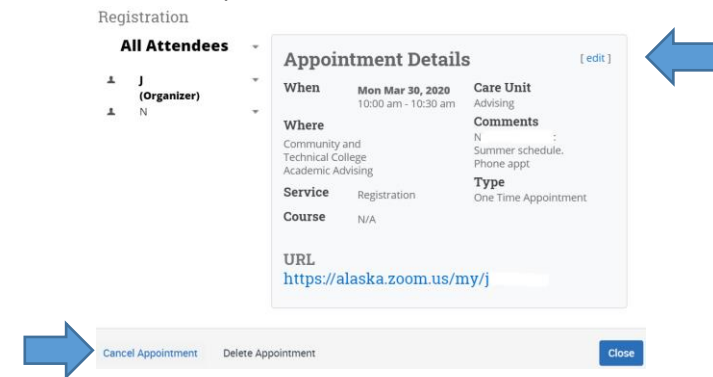 Registration
All Attendees
J
(Organizer)
N
Appointment Details
[ edit ]
When
Mon Mar 30, 2020
10:00 am - 10:30 am
Where
Community and
Technical College
Academic Advising
Service
Registration
Course
N/A
Care Unit
Advising
Comments
N :
Summer schedule.
Phone appt
Type
One Time Appointment
URL
https://alaska.zoom.us/my/j
Cancel Appointment
Delete Appointment
Close